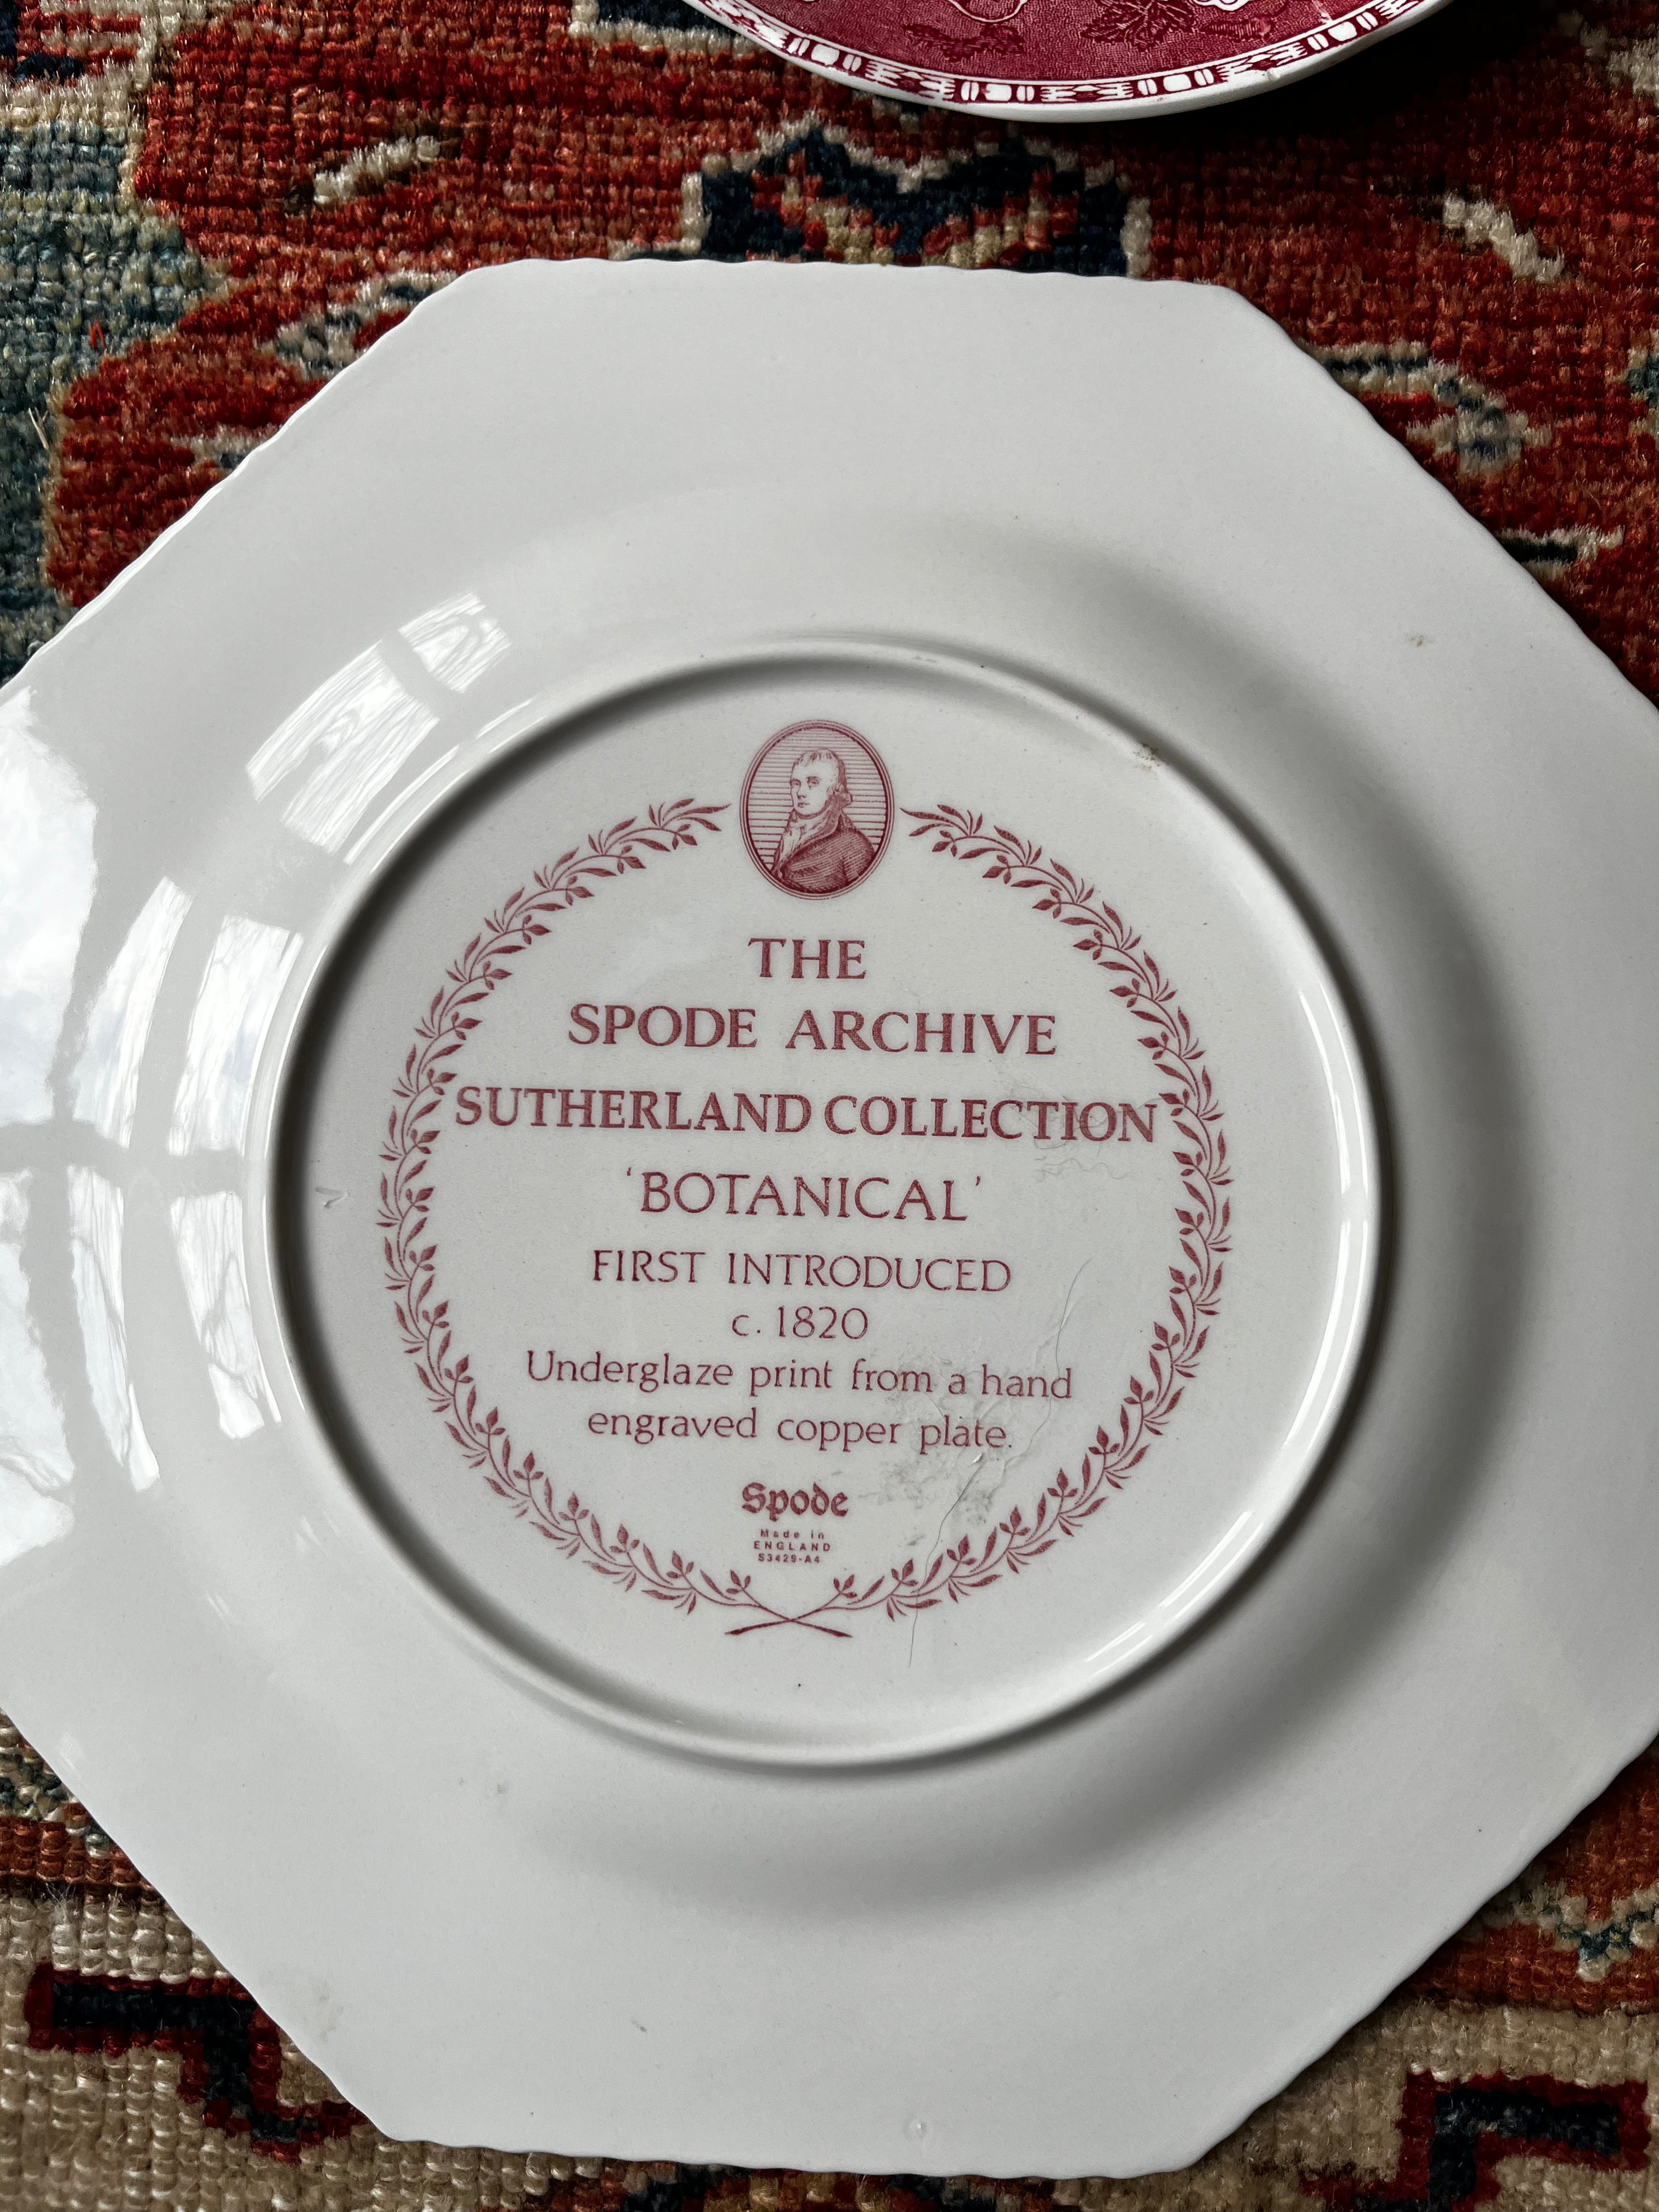 THE
SPODE ARCHIVE
SUTHERLAND COLLECTION
‘BOTANICAL’
FIRST INTRODUCED
c. 1820
Underglaze print from a hand
engraved copper plate.
Spode
Made in
ENGLAND
S3429-A4